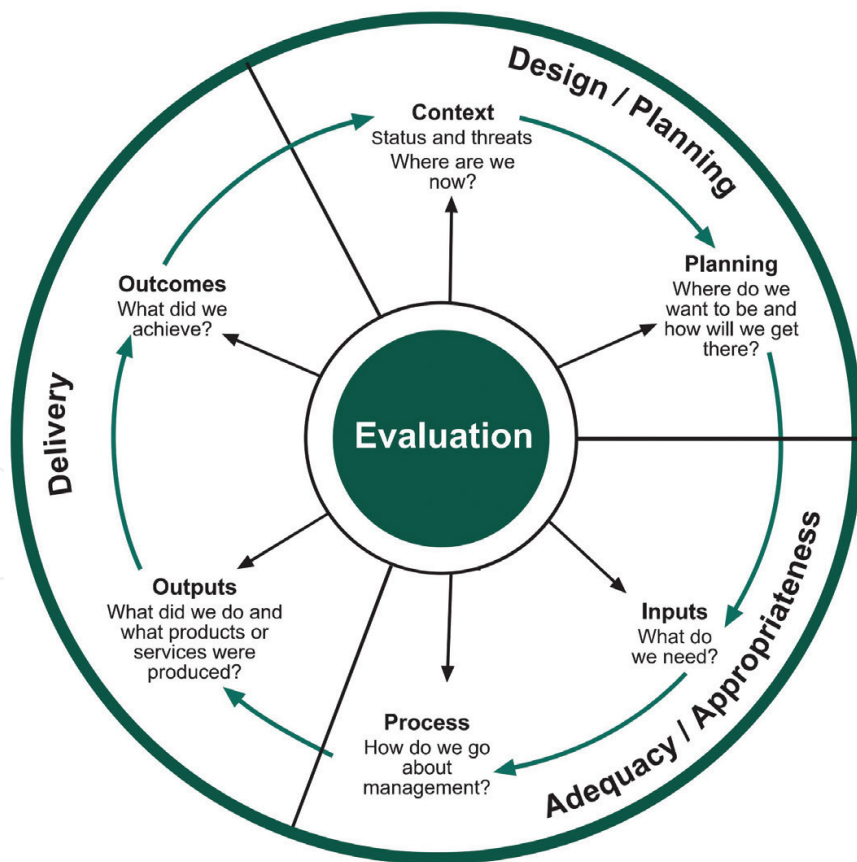 Design / Planning
Context
Status and threats
Where are we
now?
Planning
Where do we
want to be and
how will we get
there?
Outcomes
What did we
achieve?
Delivery
Evaluation
Outputs
What did we do and
what products or
services were
produced?
Inputs
What do
we need?
Process
How do we go
about
management?
Adequacy / Appropriateness